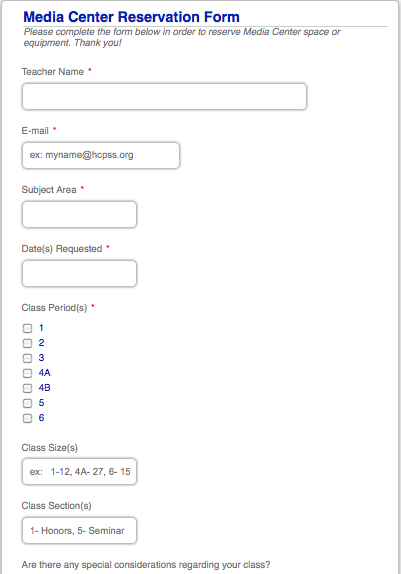 Media Center Reservation Form
Please complete the form below in order to reserve Media Center space or
equipment. Thank you!
Teacher Name *
E-mail *
ex: myname@hcpss.org
Subject Area *
Date(s) Requested *
Class Period(s) *
1
2
3
4A
4B
5
6
Class Size(s)
ex: 1-12, 4A- 27, 6- 15
Class Section(s)
1- Honors, 5- Seminar
Are there any special considerations regarding your class?